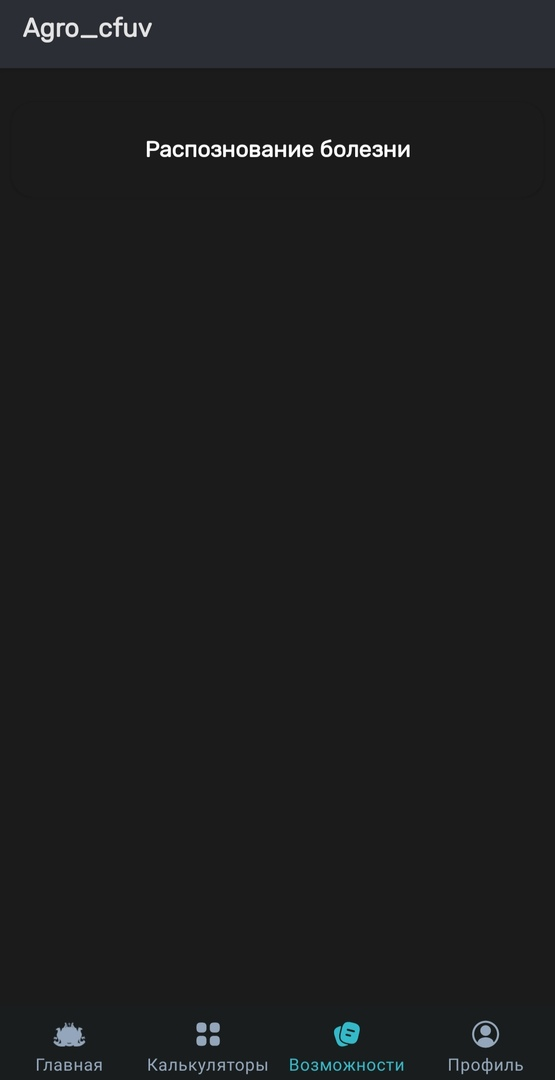 Agro_cfuv
Распознование болезни
Главная
Калькуляторы
Возможности
Профиль